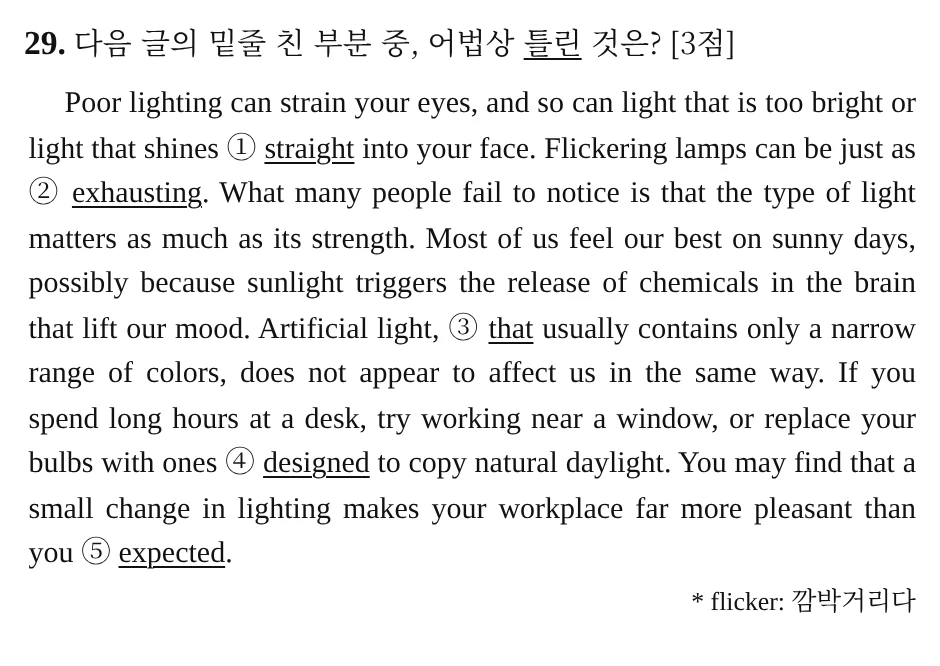 29. 다음 글의 밑줄 친 부분 중, 어법상 틀린 것은? [3점]
Poor lighting can strain your eyes, and so can light that is too bright or
light that shines ① straight into your face. Flickering lamps can be just as
② exhausting. What many people fail to notice is that the type of light
matters as much as its strength. Most of us feel our best on sunny days,
possibly because sunlight triggers the release of chemicals in the brain
that lift our mood. Artificial light, ③ that usually contains only a narrow
range of colors, does not appear to affect us in the same way. If you
spend long hours at a desk, try working near a window, or replace your
bulbs with ones ④ designed to copy natural daylight. You may find that a
small change in lighting makes your workplace far more pleasant than
you ⑤ expected.
* flicker: 깜박거리다